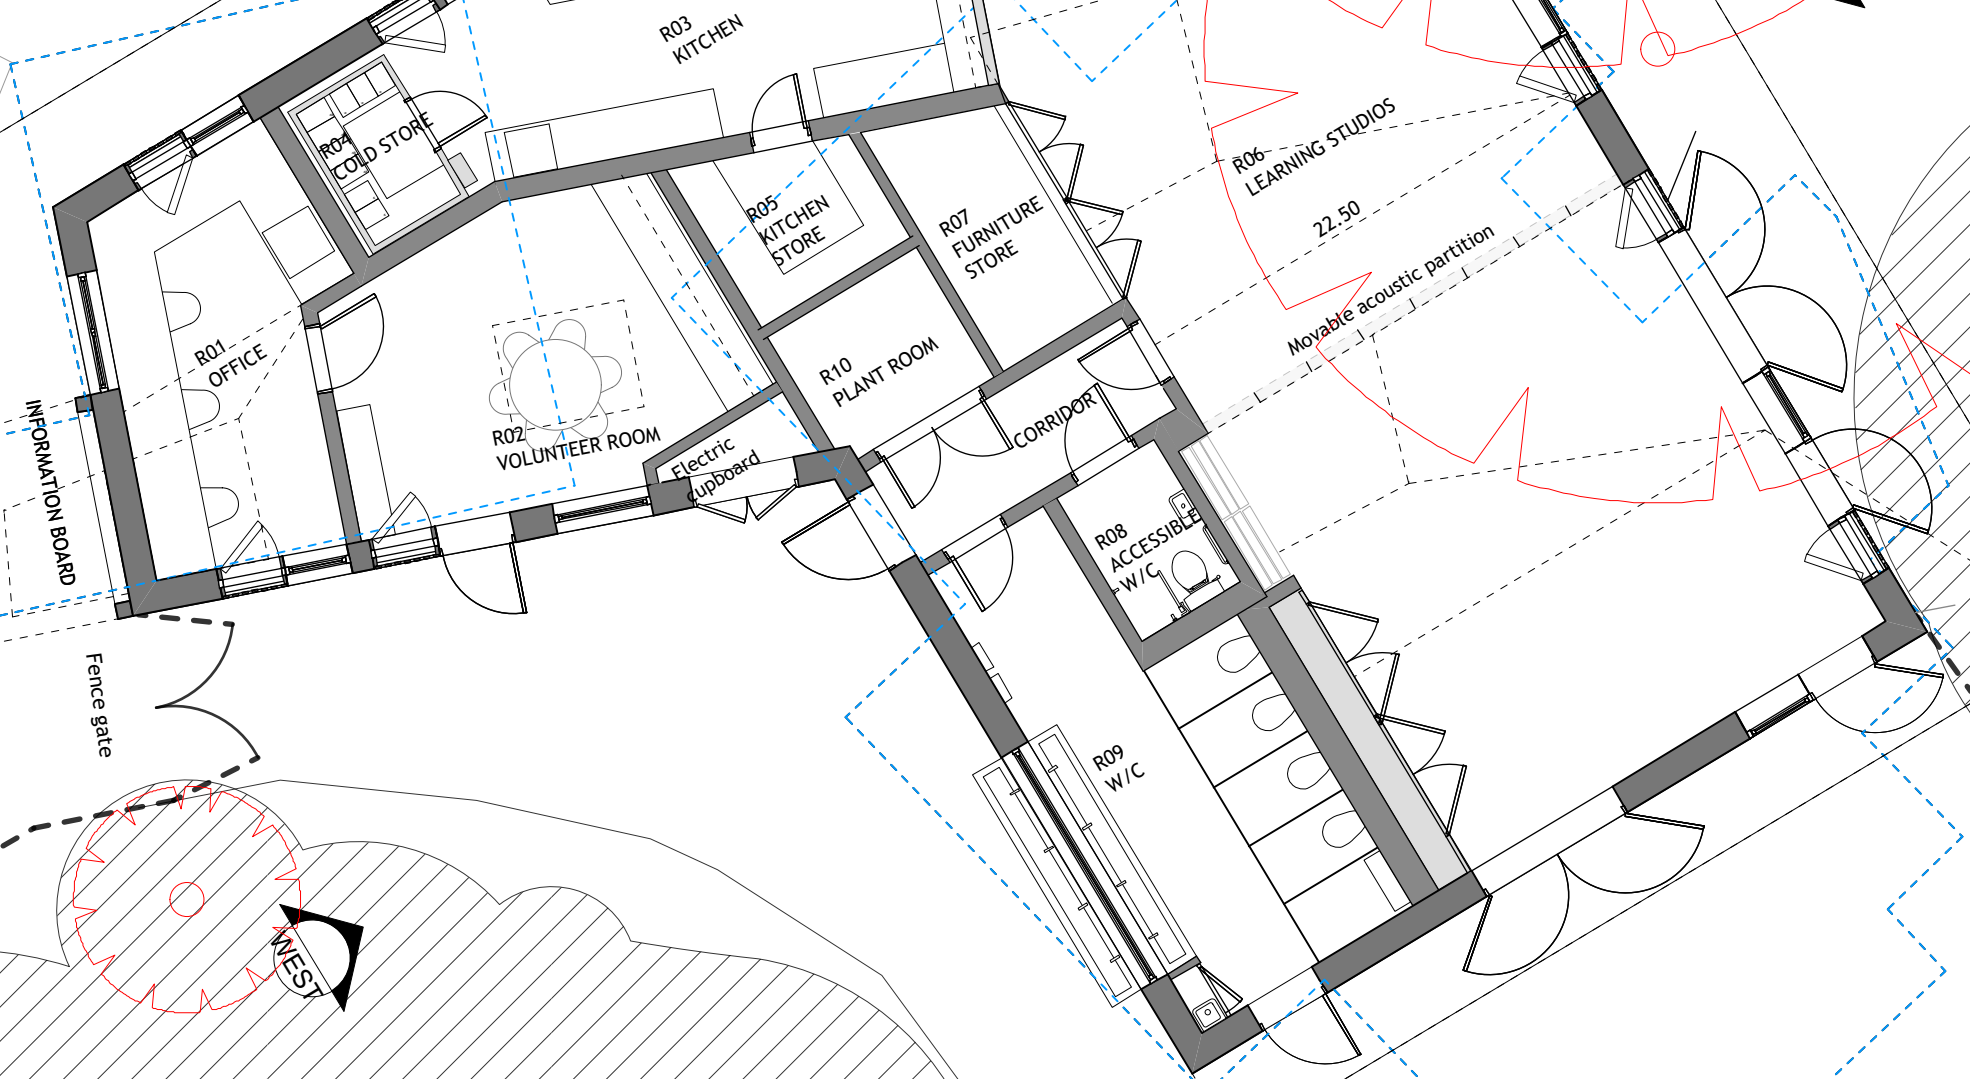 R03
KITCHEN
R04
COLD STORE
R06
LEARNING STUDIOS
R05
KITCHEN
STORE
R07
FURNITURE
STORE
22.50
Movable acoustic partition
R01
OFFICE
R10
PLANT ROOM
R02
VOLUNTEER ROOM
CORRIDOR
Electric
cupboard
INFORMATION BOARD
R08
ACCESSIBLE
W/C
Fence gate
R09
W/C
WEST